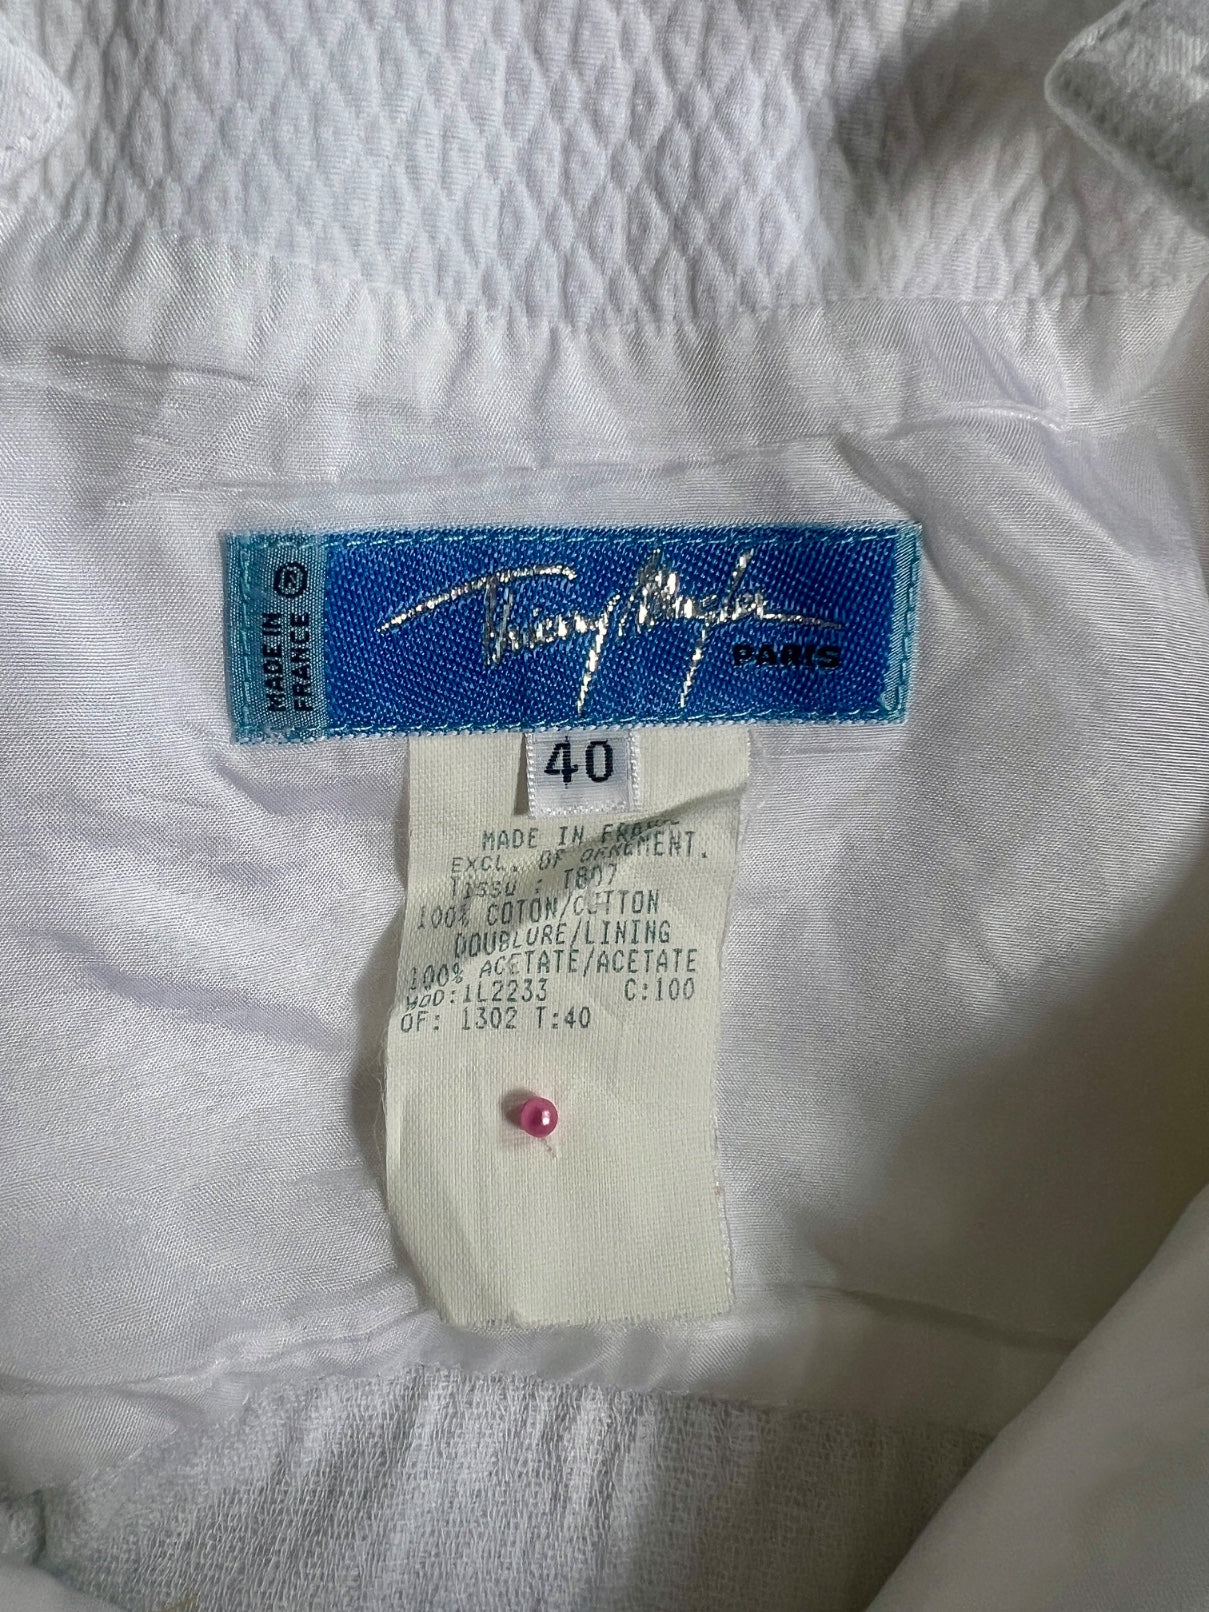 MADE IN
FRANCE
Thierry Mugler
PARIS
40
MADE IN FRANCE
EXCL. OF ORNEMENT.
Tissu : T807
100% COTON/COTTON
DOUBLURE/LINING
100% ACETATE/ACETATE
MOD:1L2233 C:100
OF: 1302 T:40